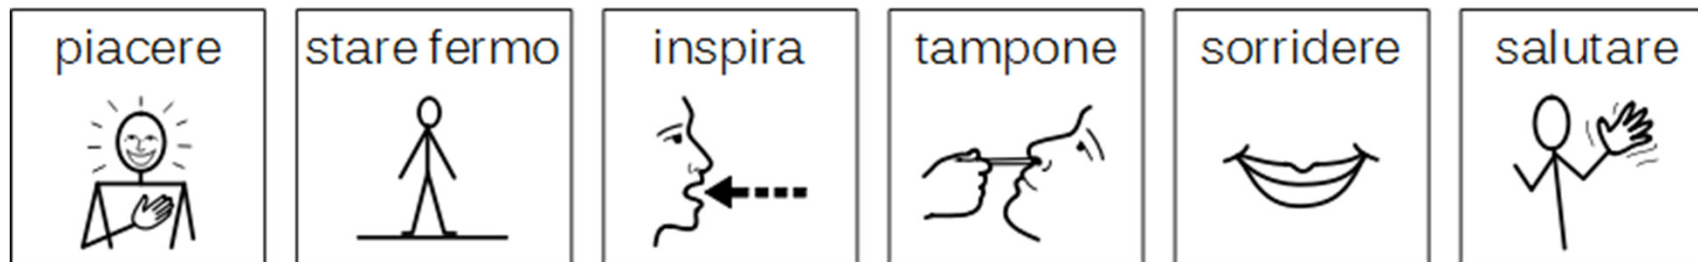 piacere
stare fermo
inspira
tampone
sorridere
salutare